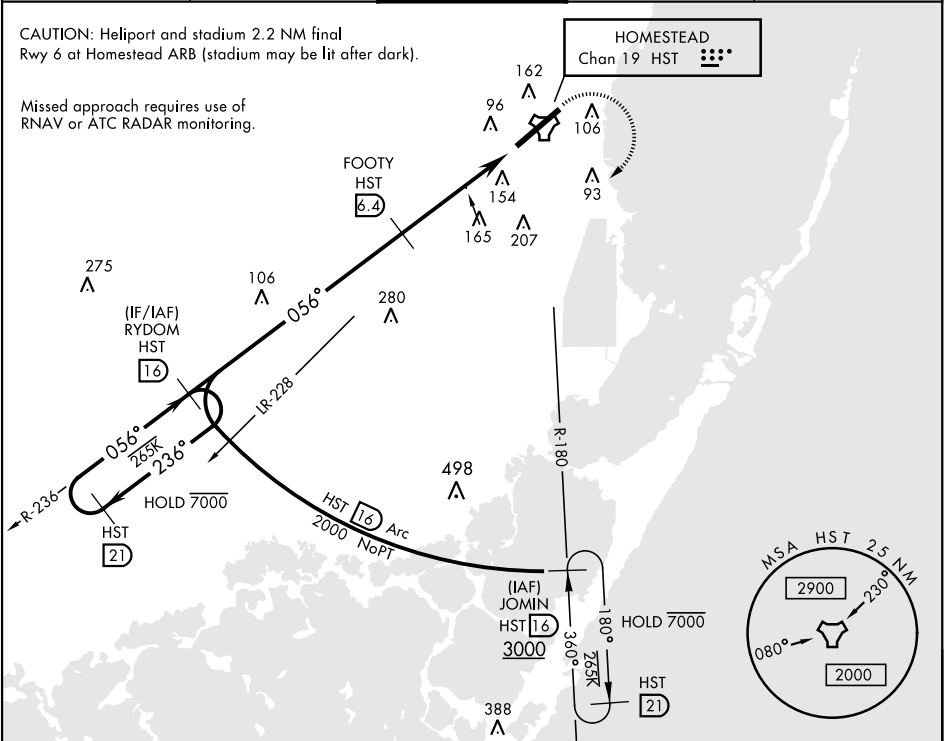 CAUTION: Heliport and stadium 2.2 NM final
Rwy 6 at Homestead ARB (stadium may be lit after dark).
HOMESTEAD
Chan 19 HST
Missed approach requires use of
RNAV or ATC RADAR monitoring.
162
96
106
FOOTY
HST
6.4
154
93
165
207
275
106
280
056°
(IF/IAF)
RYDOM
HST
16
LR-228
R-180
056°
265K
236°
R-236
HOLD 7000
HST
21
498
HST 16 Arc
2000 NoPT
(IAF)
JOMIN
HST 16
3000
360°
180°
265K
HOLD 7000
HST
21
388
MSA HST 25 NM
2900
230°
080°
2000